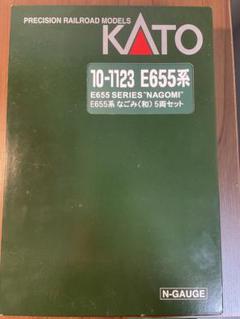 PRECISION RAILROAD MODELS
KATO
10-1123 E655系
E655 SERIES "NAGOMI"
E655系 なごみ(和) 5両セット
N-GAUGE